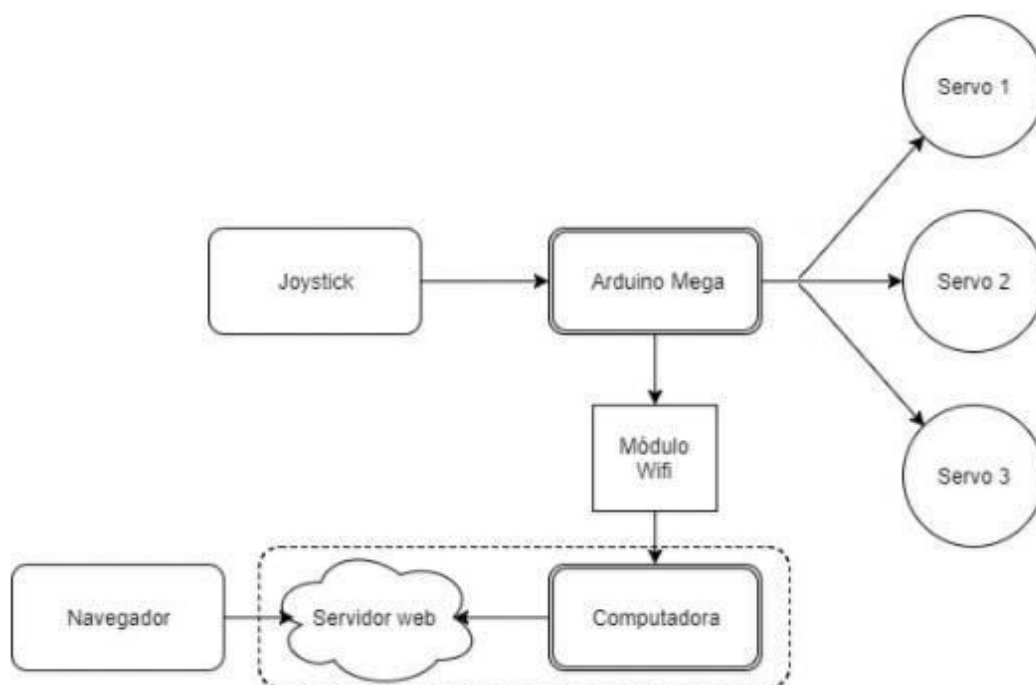 Servo 1
Joystick
Arduino Mega
Servo 2
Módulo
Wifi
Servo 3
Navegador
Servidor web
Computadora